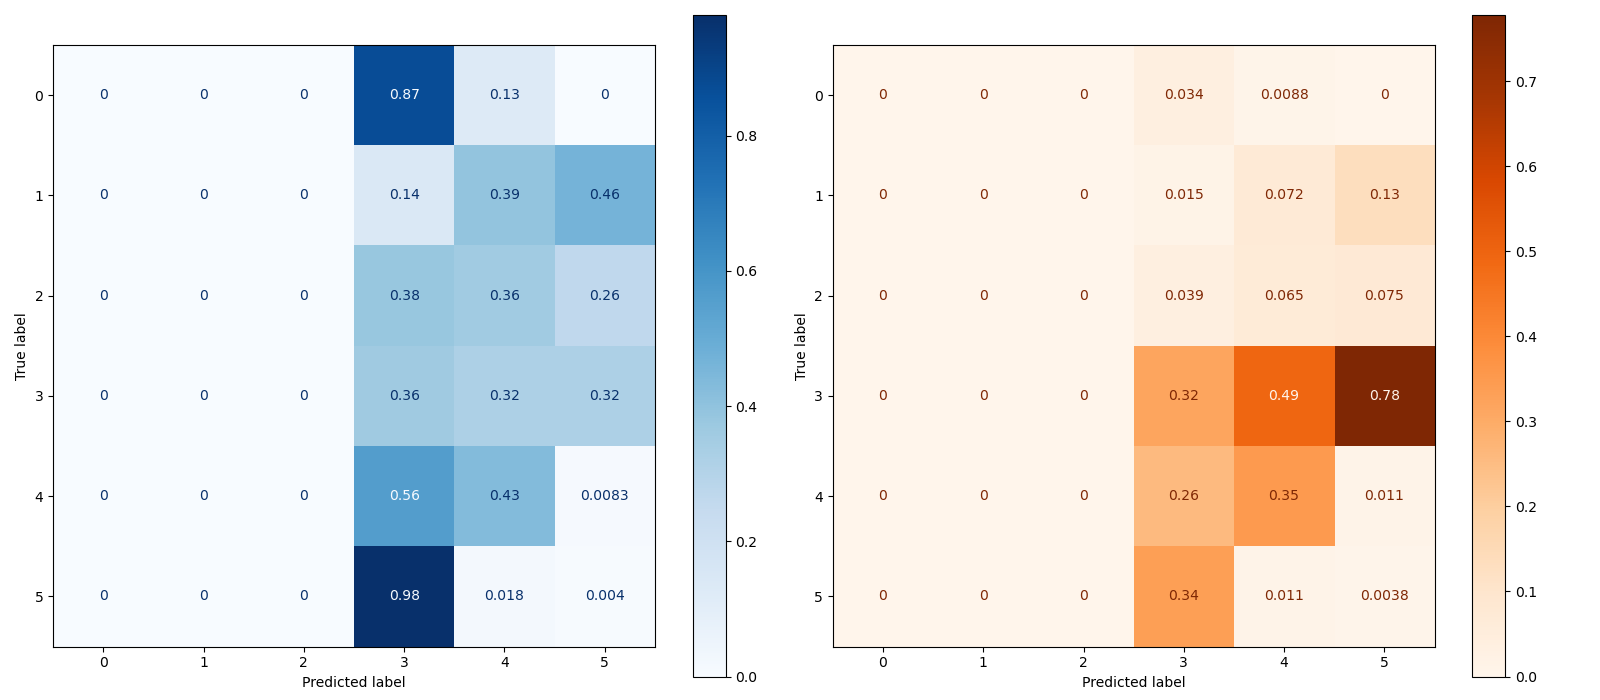 0 0 0 0 0.87 0.13 0
1 0 0 0 0.14 0.39 0.46
2 0 0 0 0.38 0.36 0.26
3 0 0 0 0.36 0.32 0.32
4 0 0 0 0.56 0.43 0.0083
5 0 0 0 0.98 0.018 0.004
0 1 2 3 4 5
True label
Predicted label
0.8
0.6
0.4
0.2
0.0
0 0 0 0 0.034 0.0088 0
1 0 0 0 0.015 0.072 0.13
2 0 0 0 0.039 0.065 0.075
3 0 0 0 0.32 0.49 0.78
4 0 0 0 0.26 0.35 0.011
5 0 0 0 0.34 0.011 0.0038
0 1 2 3 4 5
True label
Predicted label
0.7
0.6
0.5
0.4
0.3
0.2
0.1
0.0